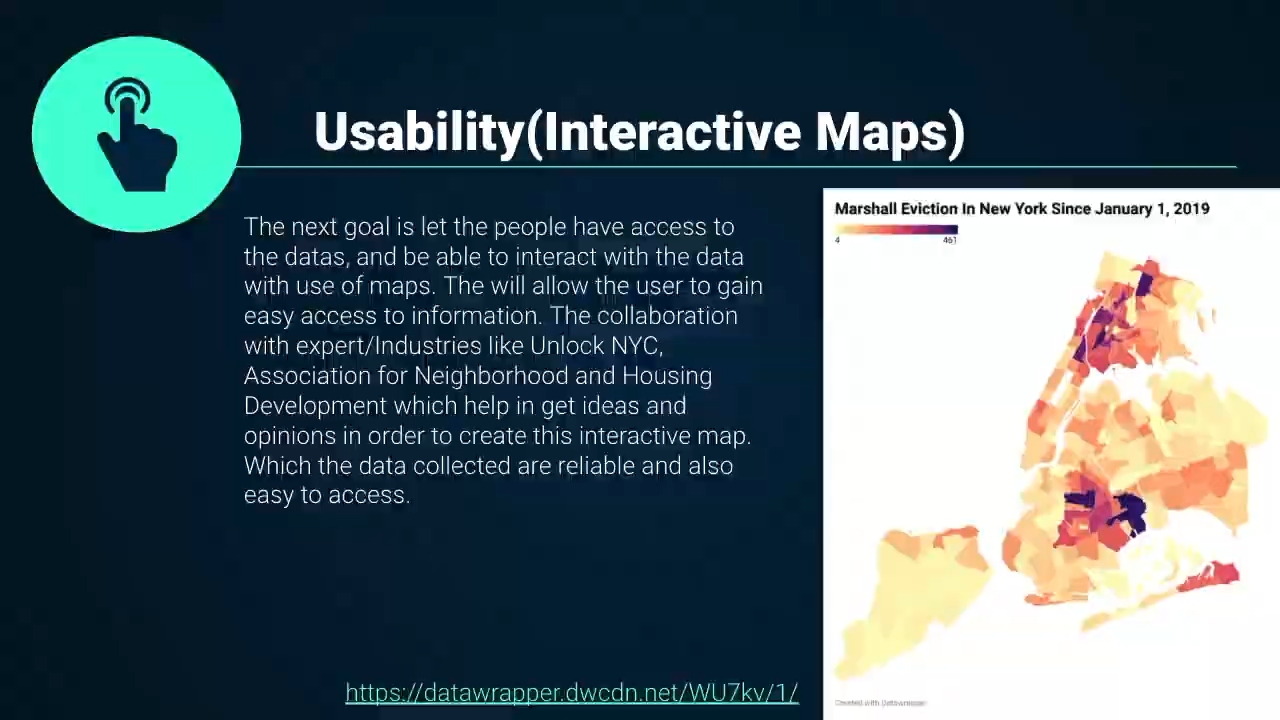 Usability(Interactive Maps)
The next goal is let the people have access to
the datas, and be able to interact with the data
with use of maps. The will allow the user to gain
easy access to information. The collaboration
with expert/Industries like Unlock NYC,
Association for Neighborhood and Housing
Development which help in get ideas and
opinions in order to create this interactive map.
Which the data collected are reliable and also
easy to access.
https://datawrapper.dwcdn.net/WU7kv/1/
Marshall Eviction In New York Since January 1, 2019
4 461
Created with Datawrapper